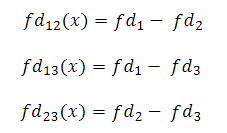 fd₁₂(x) = fd₁ − fd₂
fd₁₃(x) = fd₁ − fd₃
fd₂₃(x) = fd₂ − fd₃